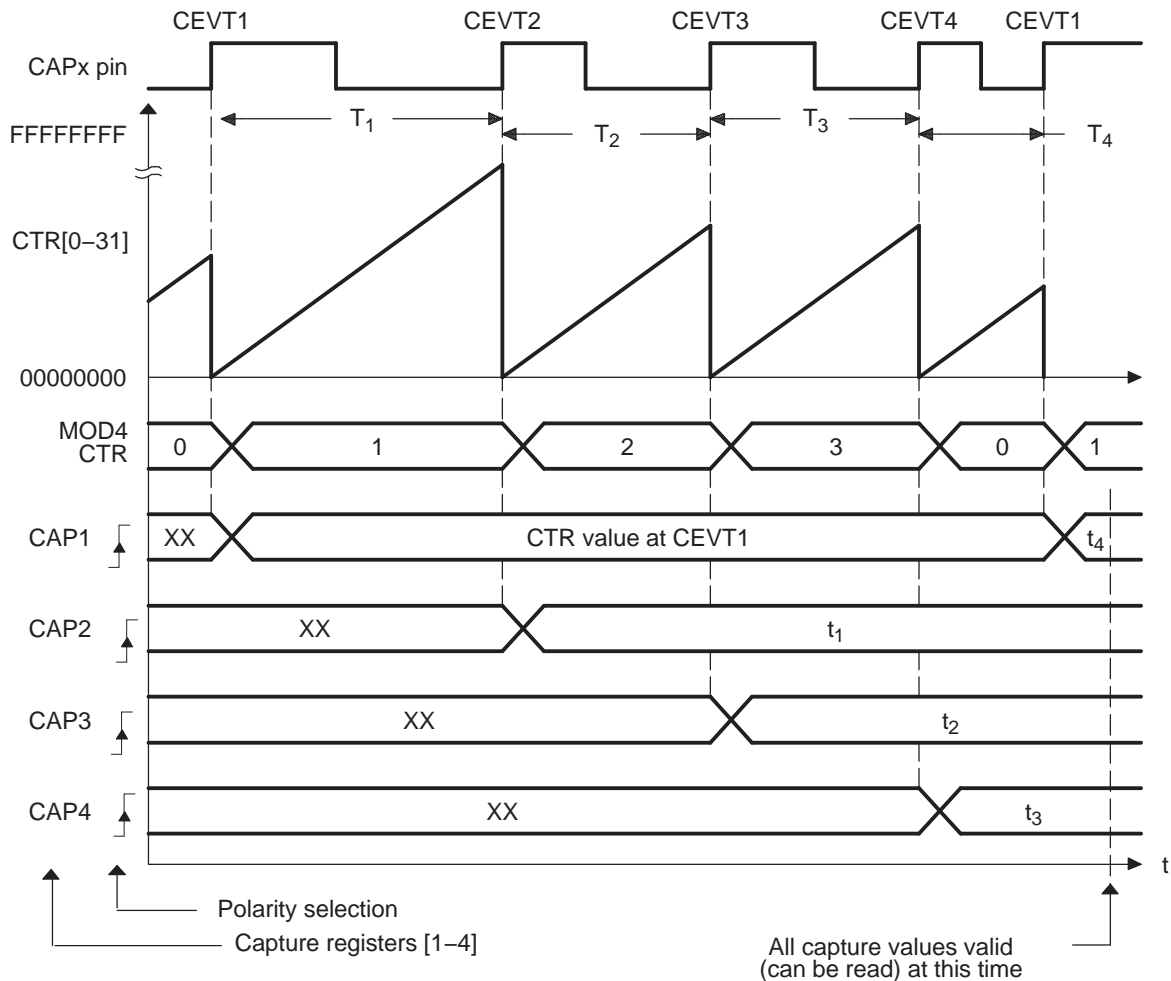 CEVT1 CEVT2 CEVT3 CEVT4 CEVT1
CAPx pin
T1 T2 T3 T4
FFFFFFFF
CTR[0−31]
00000000
MOD4
CTR
0 1 2 3 0 1
CAP1 XX CTR value at CEVT1 t4
CAP2 XX t1
CAP3 XX t2
CAP4 XX t3
t
Polarity selection
Capture registers [1−4]
All capture values valid
(can be read) at this time